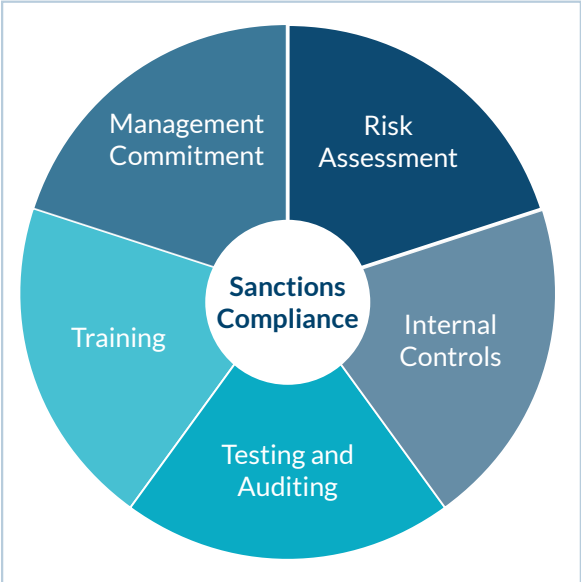 Management
Commitment
Risk
Assessment
Sanctions
Compliance
Internal
Controls
Training
Testing and
Auditing